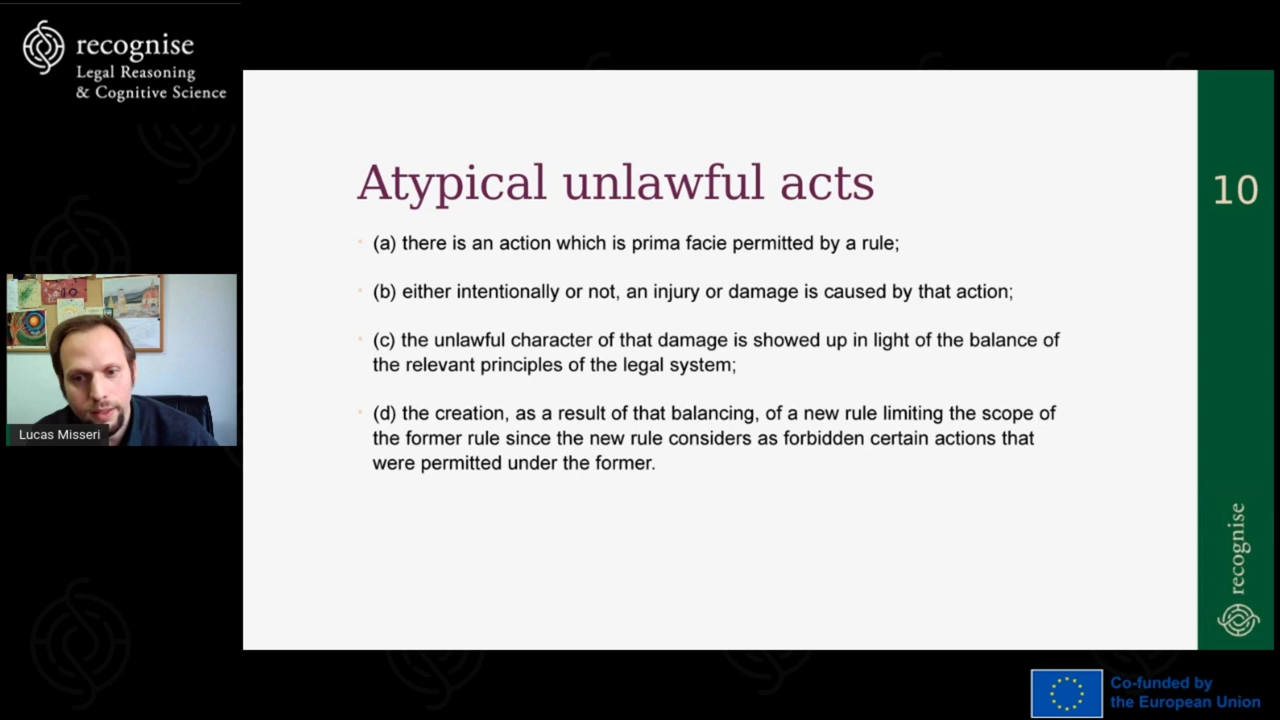 recognise
Legal Reasoning
& Cognitive Science
Atypical unlawful acts
10
(a) there is an action which is prima facie permitted by a rule;
(b) either intentionally or not, an injury or damage is caused by that action;
(c) the unlawful character of that damage is showed up in light of the balance of
the relevant principles of the legal system;
(d) the creation, as a result of that balancing, of a new rule limiting the scope of
the former rule since the new rule considers as forbidden certain actions that
were permitted under the former.
Lucas Misseri
recognise
Co-funded by
the European Union